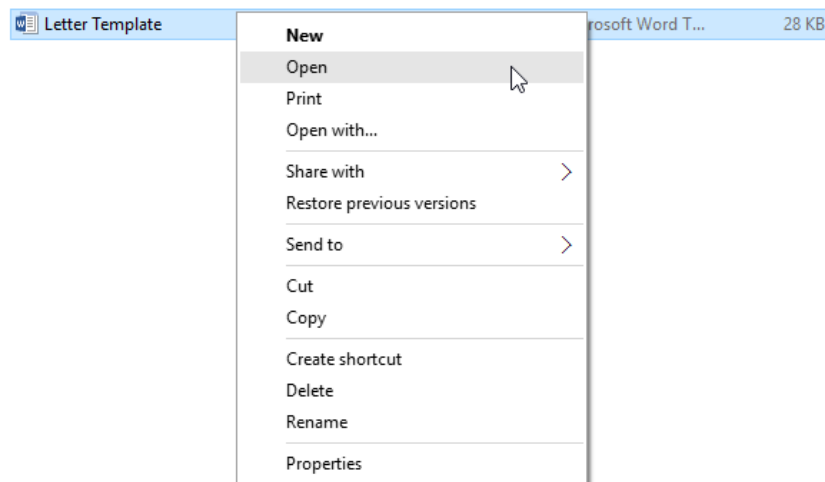 Letter Template rosoft Word T... 28 KB
New
Open
Print
Open with...
Share with
Restore previous versions
Send to
Cut
Copy
Create shortcut
Delete
Rename
Properties